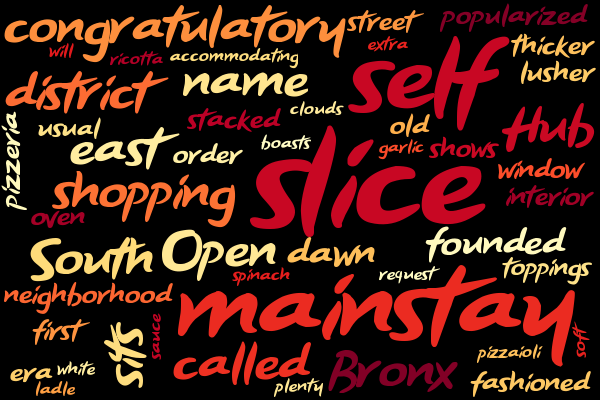 congratulatory
street
popularized
will
ricotta
accommodating
extra
thicker
lusher
district
name
self
clouds
pizzeria
usual
stacked
old
Hub
east
order
boasts
garlic
shows
slice
window
shopping
interior
oven
South
Open
dawn
founded
spinach
request
toppings
neighborhood
mainstay
first
sits
sauce
soft
called
pizzaioli
era
white
ladle
plenty
Bronx
fashioned